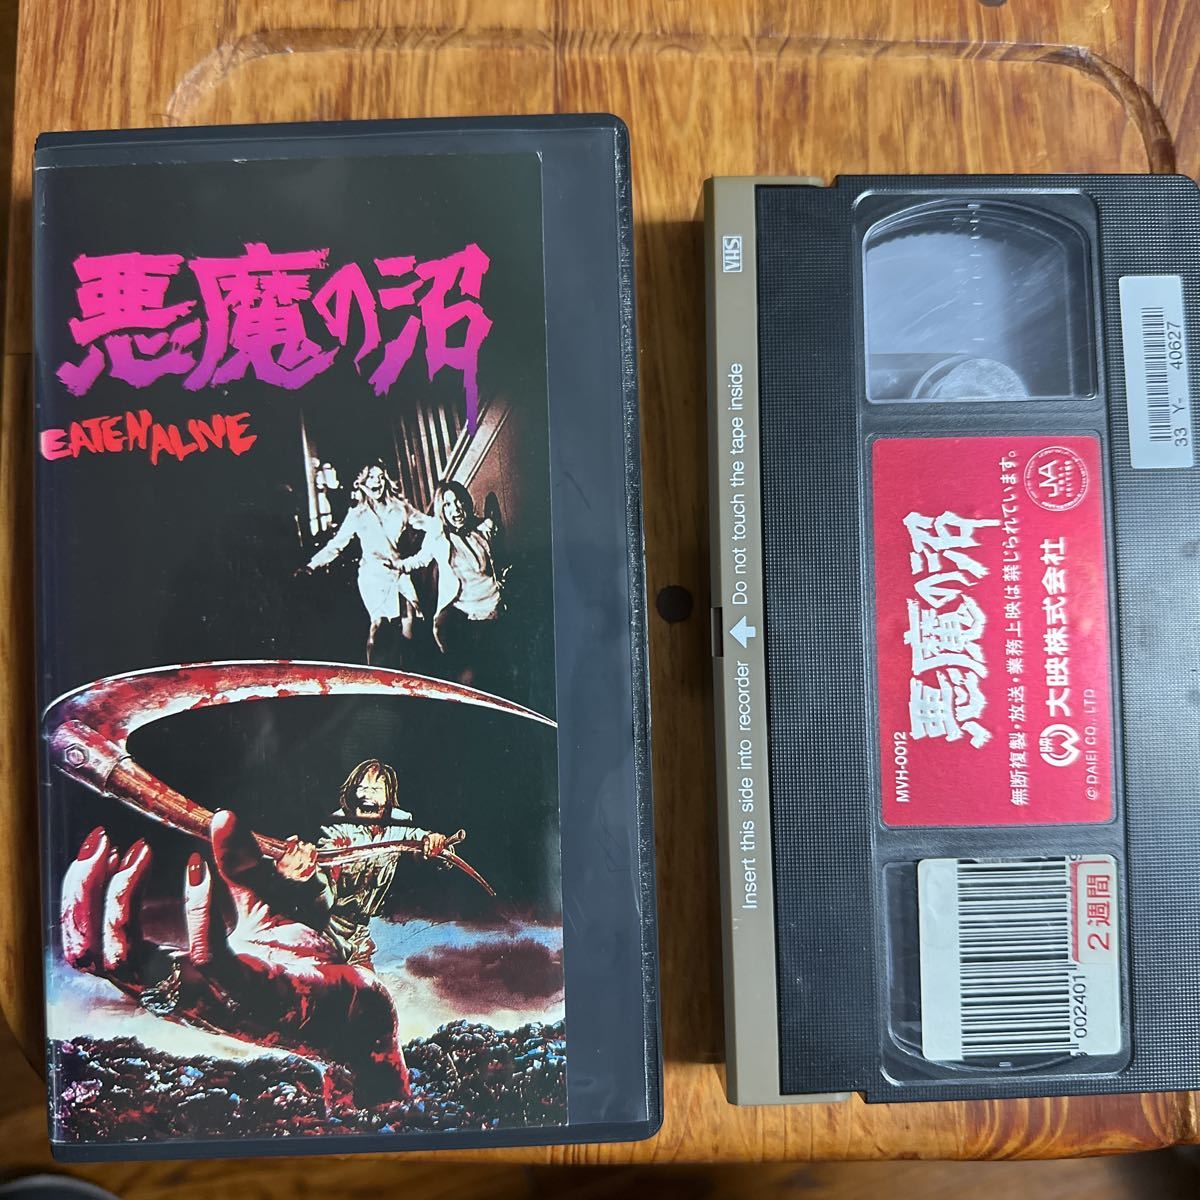 悪魔の沼
EATEN ALIVE
VHS
Insert this side into recorder ↑ Do not touch the tape inside
悪魔の沼
MVH-0012
無断複製・放送・業務上映は禁じられています。
大映株式会社
© DAIEI CO., LTD
JVA
33 Y- 40627
002401
2週間